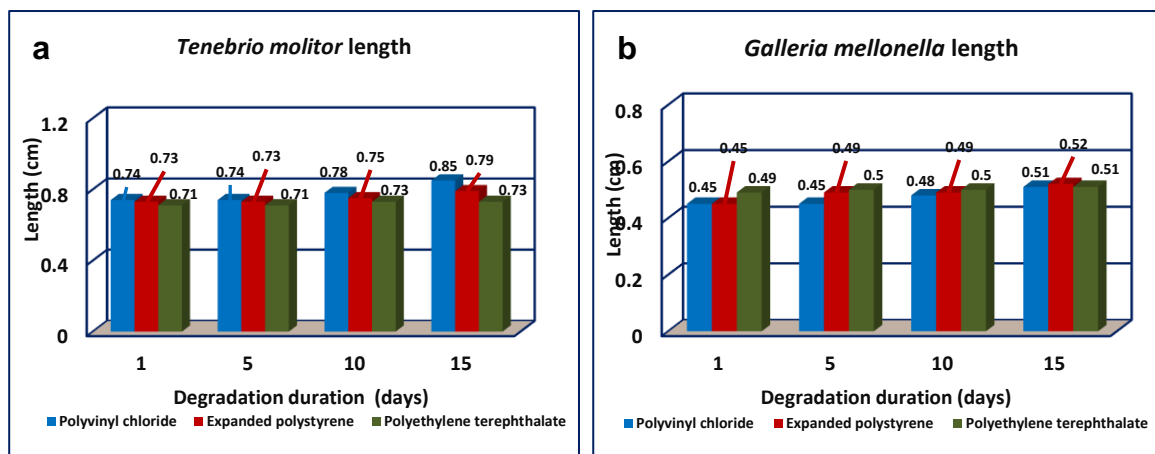 a
Tenebrio molitor length
Length (cm)
1.2
0.8
0.4
0
0.74
0.73
0.71
0.74
0.73
0.71
0.78
0.75
0.73
0.85
0.79
0.73
1 5 10 15
Degradation duration (days)
Polyvinyl chloride Expanded polystyrene Polyethylene terephthalate
b
Galleria mellonella length
Length (cm)
0.8
0.6
0.4
0.2
0
0.45
0.45
0.49
0.45
0.49
0.5
0.48
0.49
0.5
0.51
0.52
0.51
1 5 10 15
Degradation duration (days)
Polyvinyl chloride Expanded polystyrene Polyethylene terephthalate